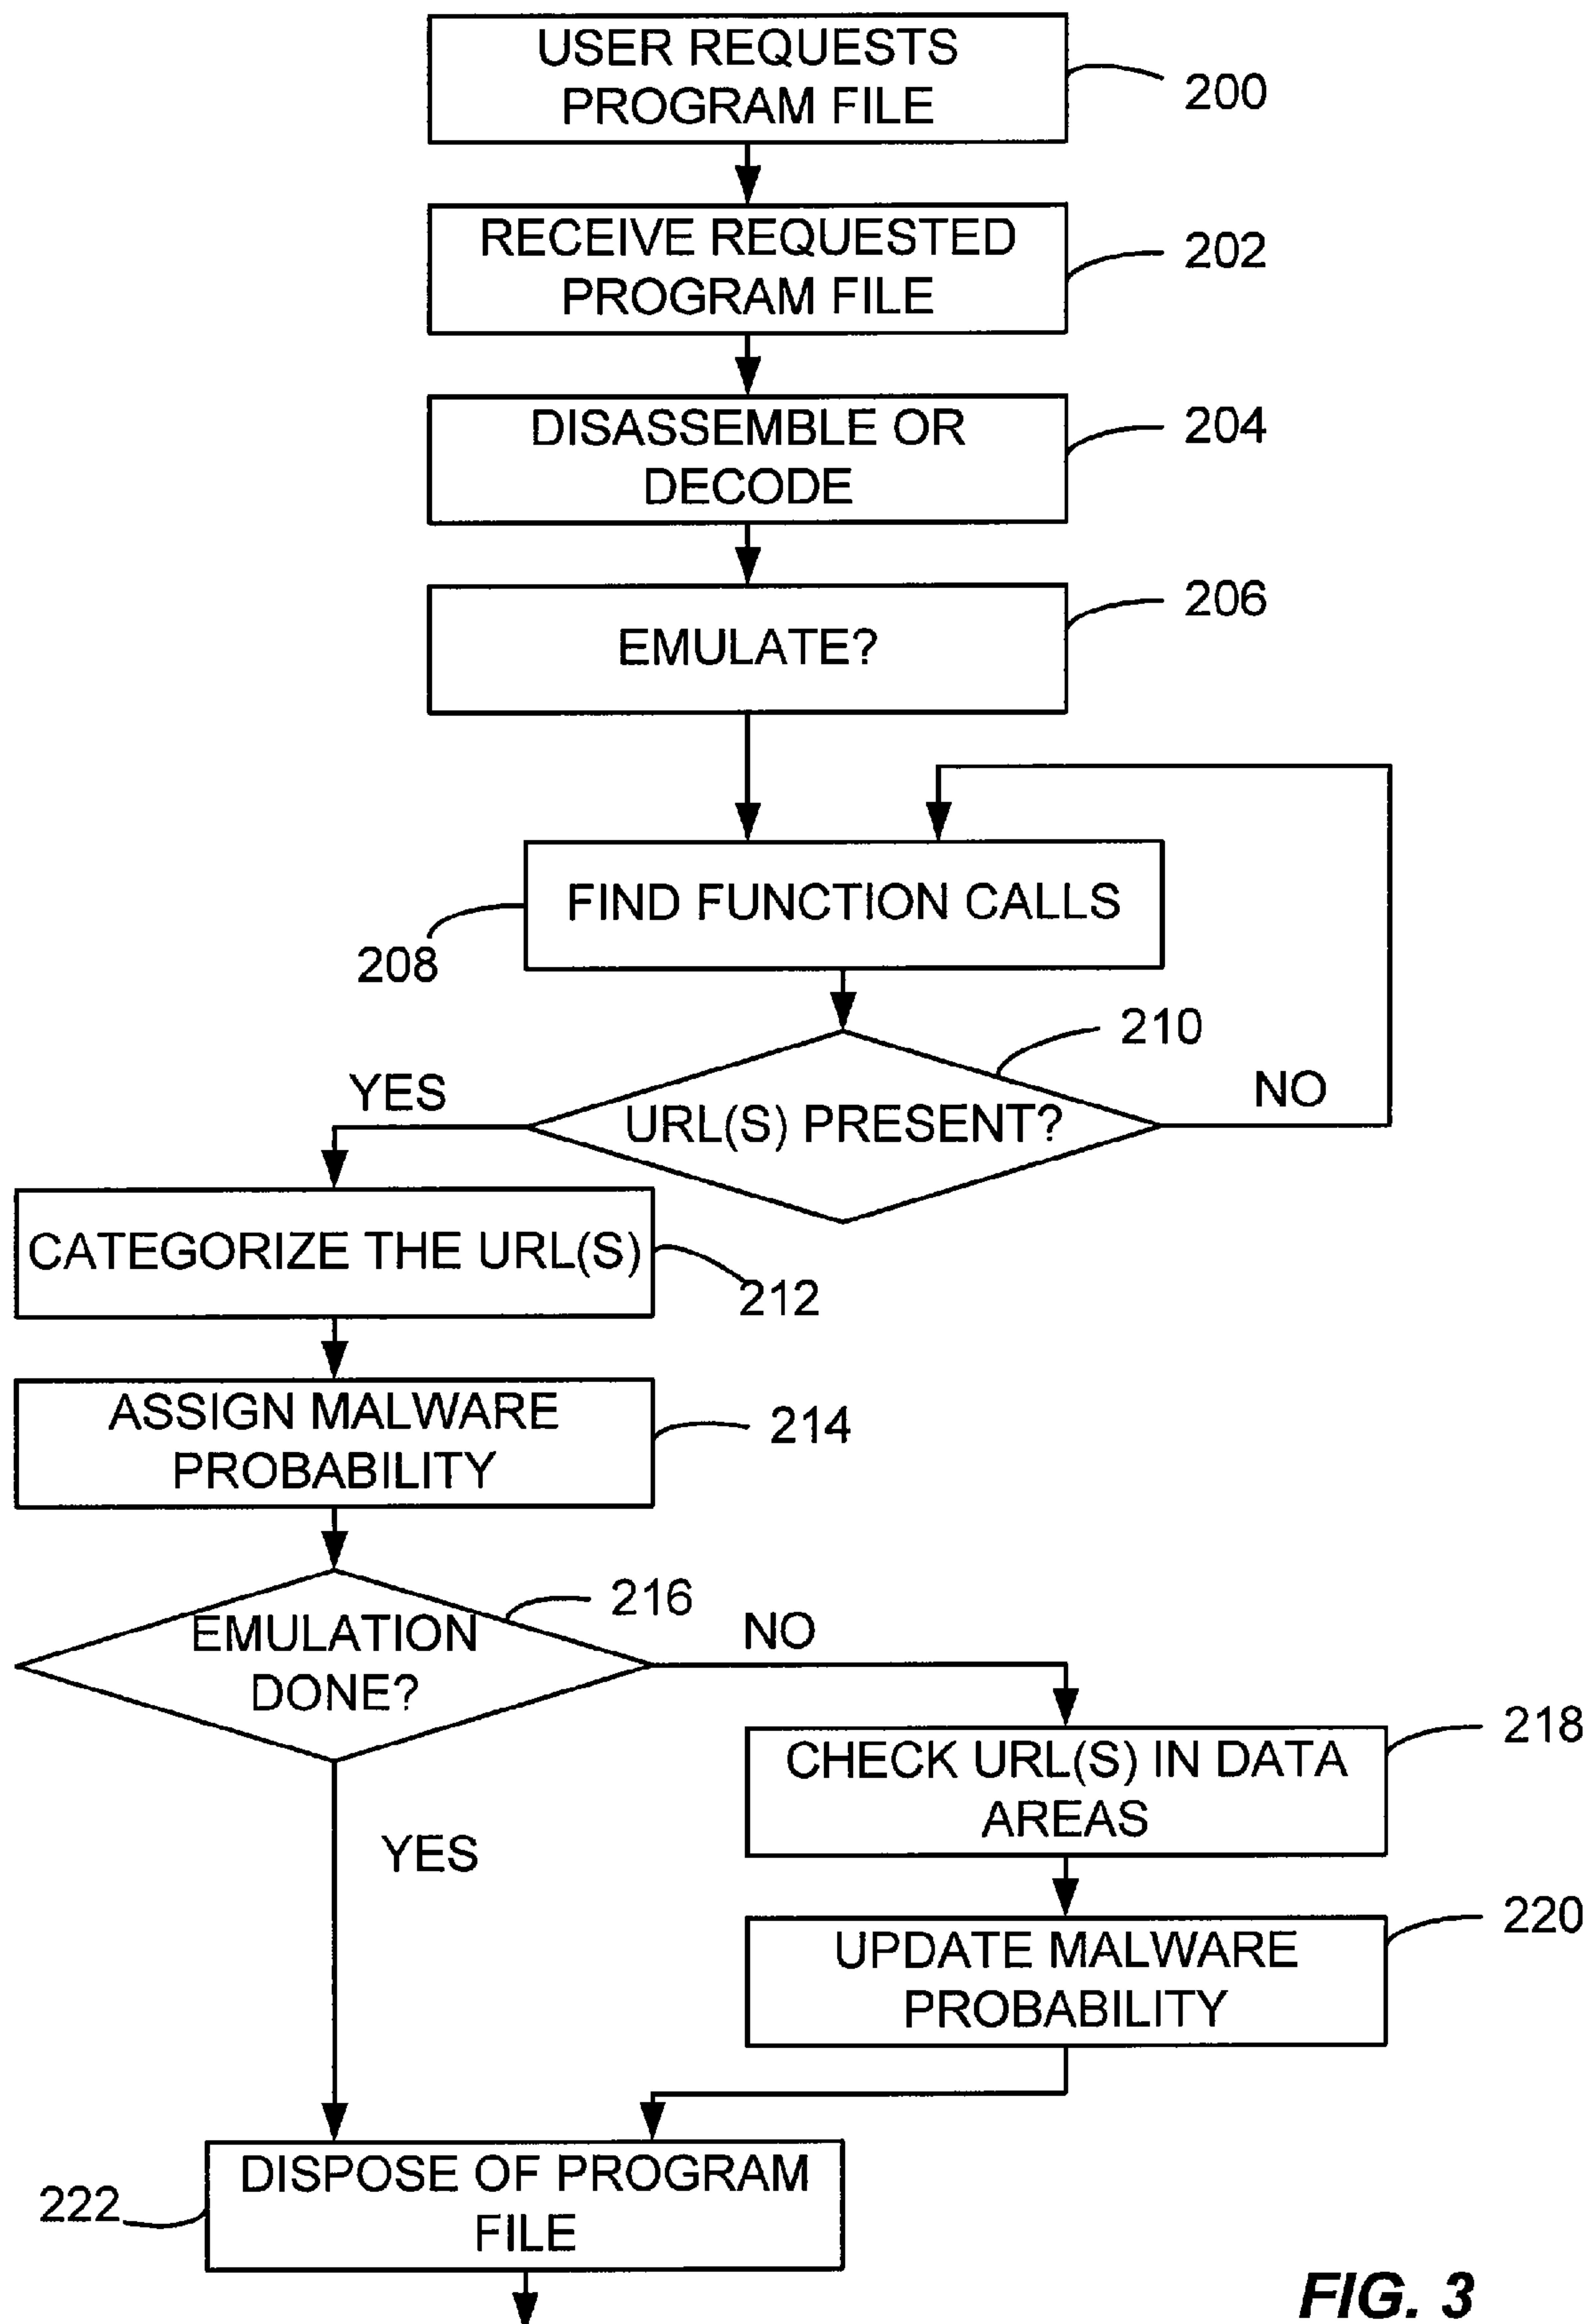 USER REQUESTS
PROGRAM FILE
200
RECEIVE REQUESTED
PROGRAM FILE
202
DISASSEMBLE OR
DECODE
204
EMULATE?
206
FIND FUNCTION CALLS
208
210
YES
URL(S) PRESENT?
NO
CATEGORIZE THE URL(S)
212
ASSIGN MALWARE
PROBABILITY
214
216
EMULATION
DONE?
NO
YES
CHECK URL(S) IN DATA
AREAS
218
UPDATE MALWARE
PROBABILITY
220
DISPOSE OF PROGRAM
FILE
222
FIG. 3